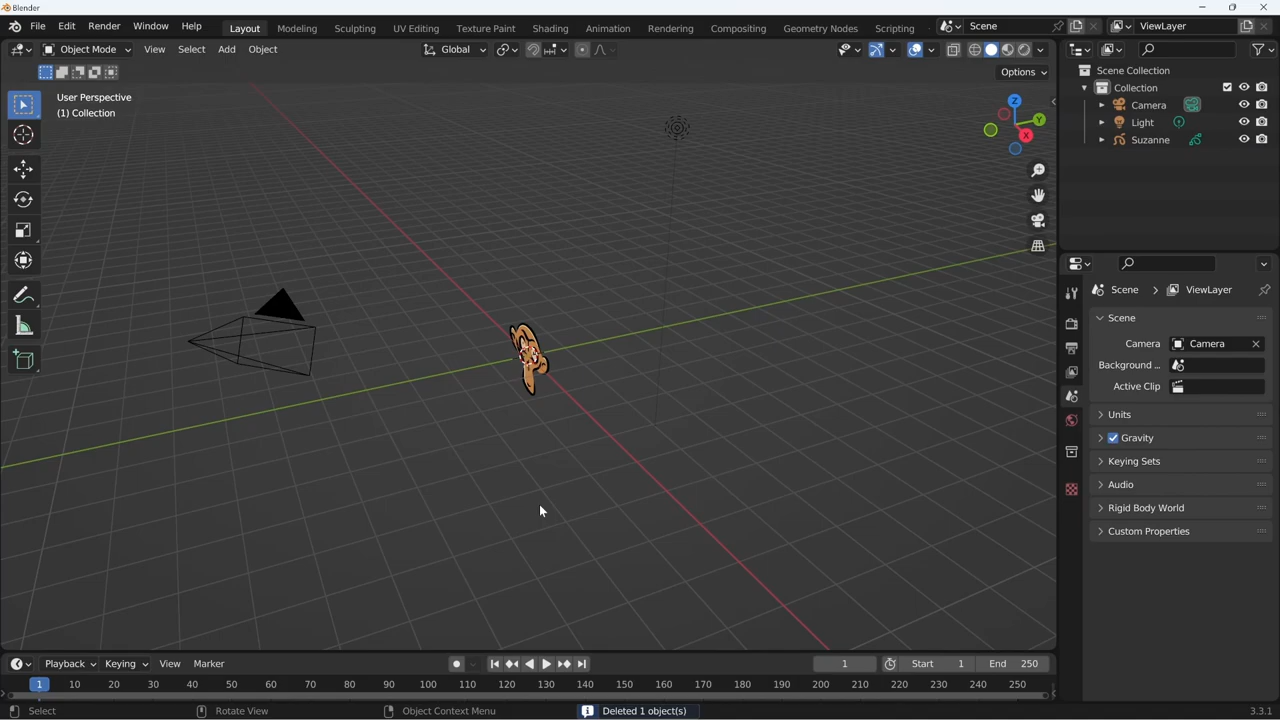 Blender
File Edit Render Window Help Layout Modeling Sculpting UV Editing Texture Paint Shading Animation Rendering Compositing Geometry Nodes Scripting Scene ViewLayer
Object Mode View Select Add Object Global
Options
User Perspective
(1) Collection
Z
Y
X
Scene Collection
Collection
Camera
Light
Suzanne
Scene > ViewLayer
Scene
Camera Camera
Background ...
Active Clip
Units
Gravity
Keying Sets
Audio
Rigid Body World
Custom Properties
Playback Keying View Marker 1 Start 1 End 250
1 10 20 30 40 50 60 70 80 90 100 110 120 130 140 150 160 170 180 190 200 210 220 230 240 250
Select Rotate View Object Context Menu Deleted 1 object(s) 3.3.1